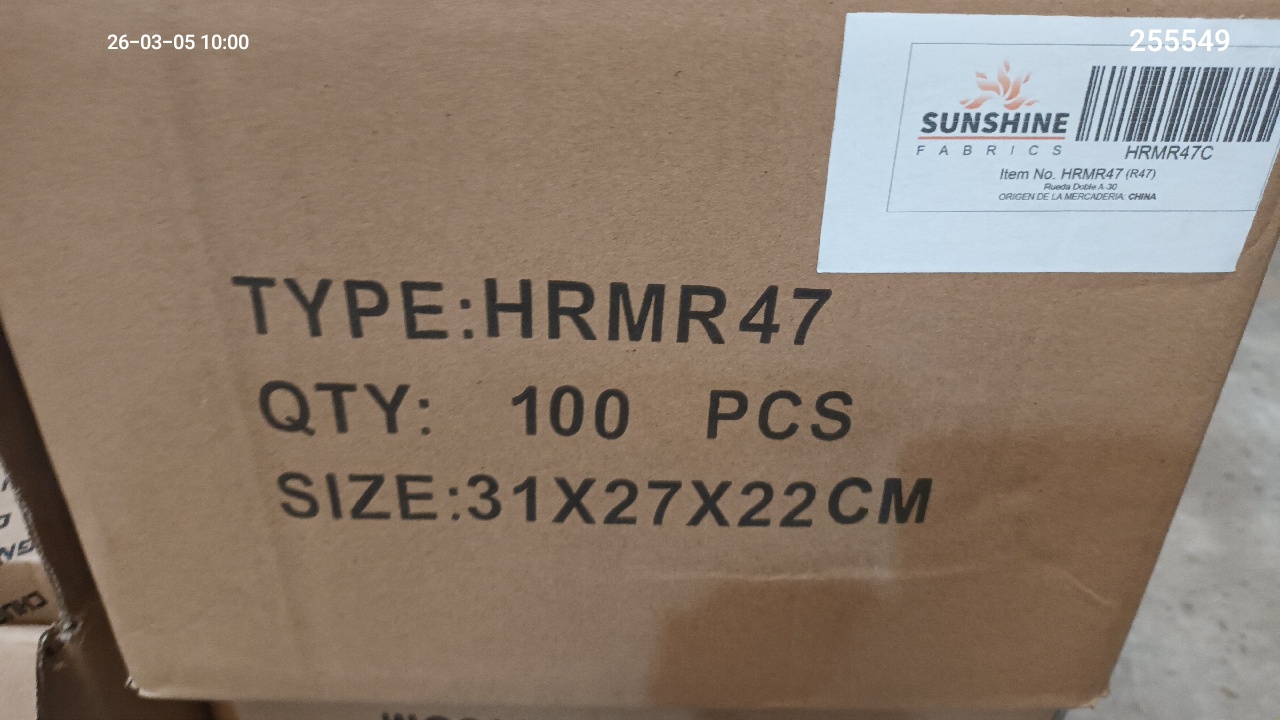 26-03-05 10:00
255549
SUNSHINE
FABRICS
HRMR47C
Item No. HRMR47 (R47)
Rueda Doble A-30
ORIGEN DE LA MERCADERIA: CHINA
TYPE:HRMR47
QTY: 100 PCS
SIZE:31X27X22CM